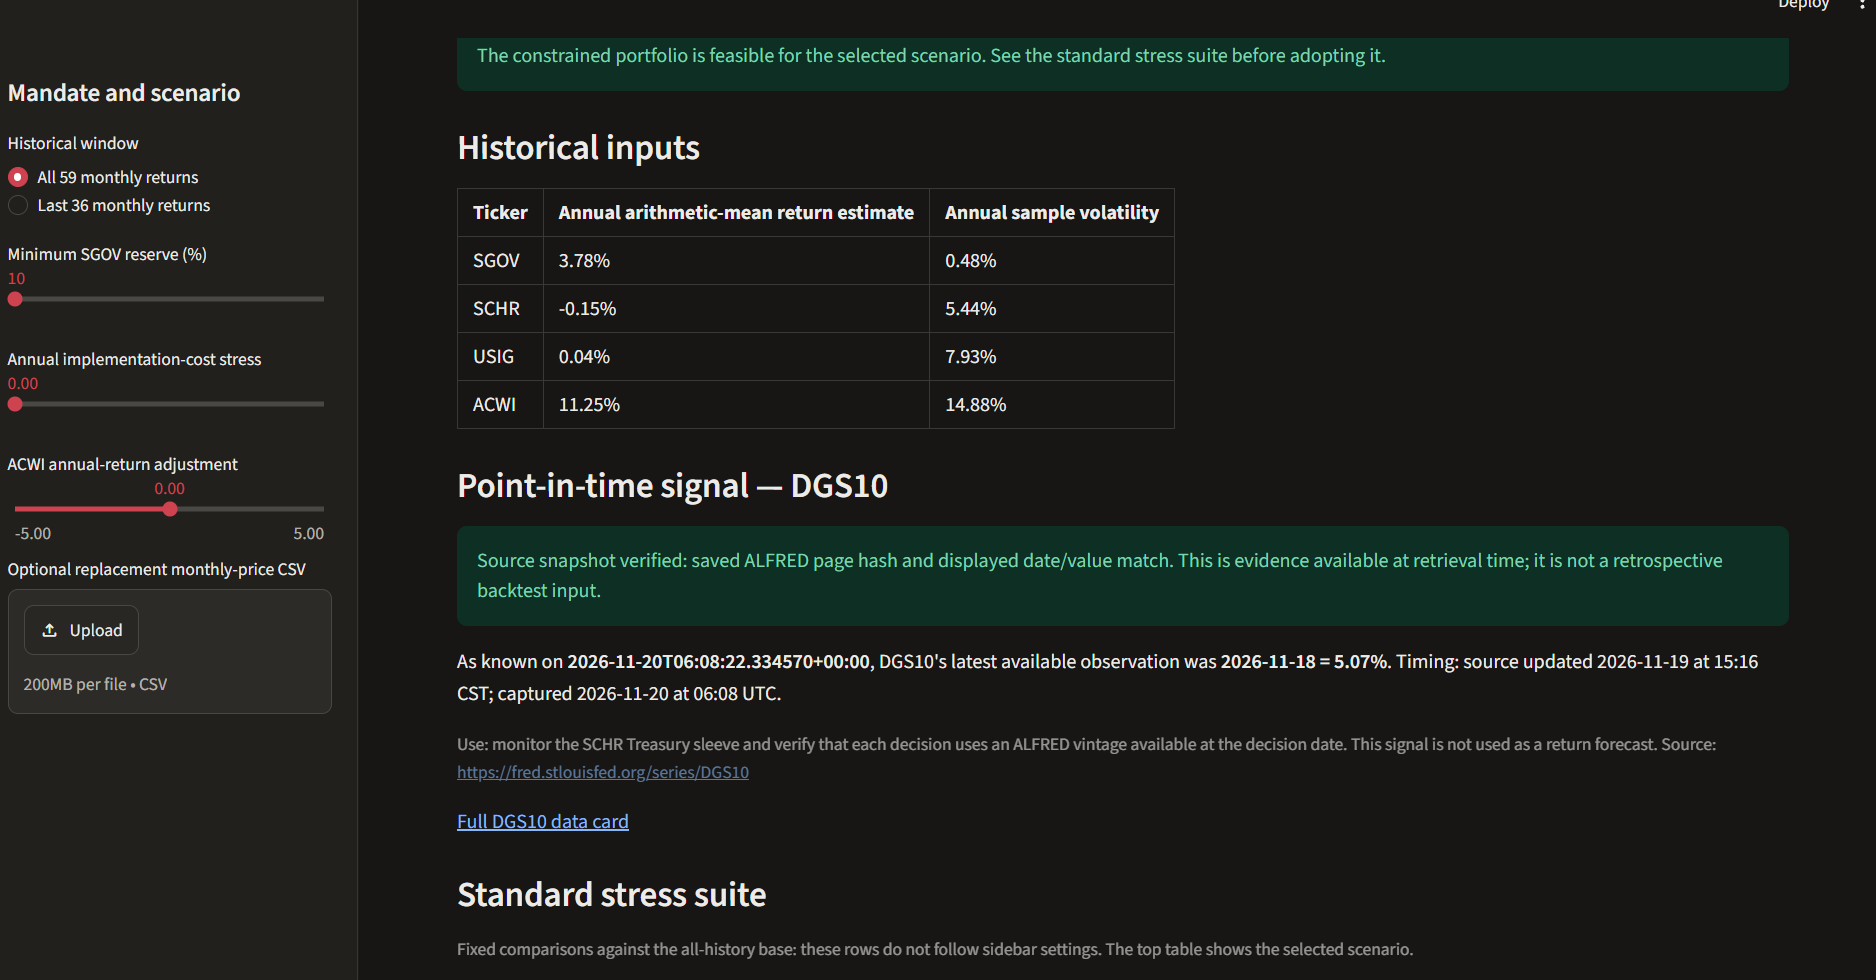 Deploy
Mandate and scenario
Historical window
All 59 monthly returns
Last 36 monthly returns
Minimum SGOV reserve (%)
10
Annual implementation-cost stress
0.00
ACWI annual-return adjustment
0.00
-5.00 5.00
Optional replacement monthly-price CSV
Upload
200MB per file • CSV
The constrained portfolio is feasible for the selected scenario. See the standard stress suite before adopting it.
Historical inputs
Ticker Annual arithmetic-mean return estimate Annual sample volatility
SGOV 3.78% 0.48%
SCHR -0.15% 5.44%
USIG 0.04% 7.93%
ACWI 11.25% 14.88%
Point-in-time signal — DGS10
Source snapshot verified: saved ALFRED page hash and displayed date/value match. This is evidence available at retrieval time; it is not a retrospective
backtest input.
As known on 2026-11-20T06:08:22.334570+00:00, DGS10's latest available observation was 2026-11-18 = 5.07%. Timing: source updated 2026-11-19 at 15:16
CST; captured 2026-11-20 at 06:08 UTC.
Use: monitor the SCHR Treasury sleeve and verify that each decision uses an ALFRED vintage available at the decision date. This signal is not used as a return forecast. Source:
https://fred.stlouisfed.org/series/DGS10
Full DGS10 data card
Standard stress suite
Fixed comparisons against the all-history base: these rows do not follow sidebar settings. The top table shows the selected scenario.